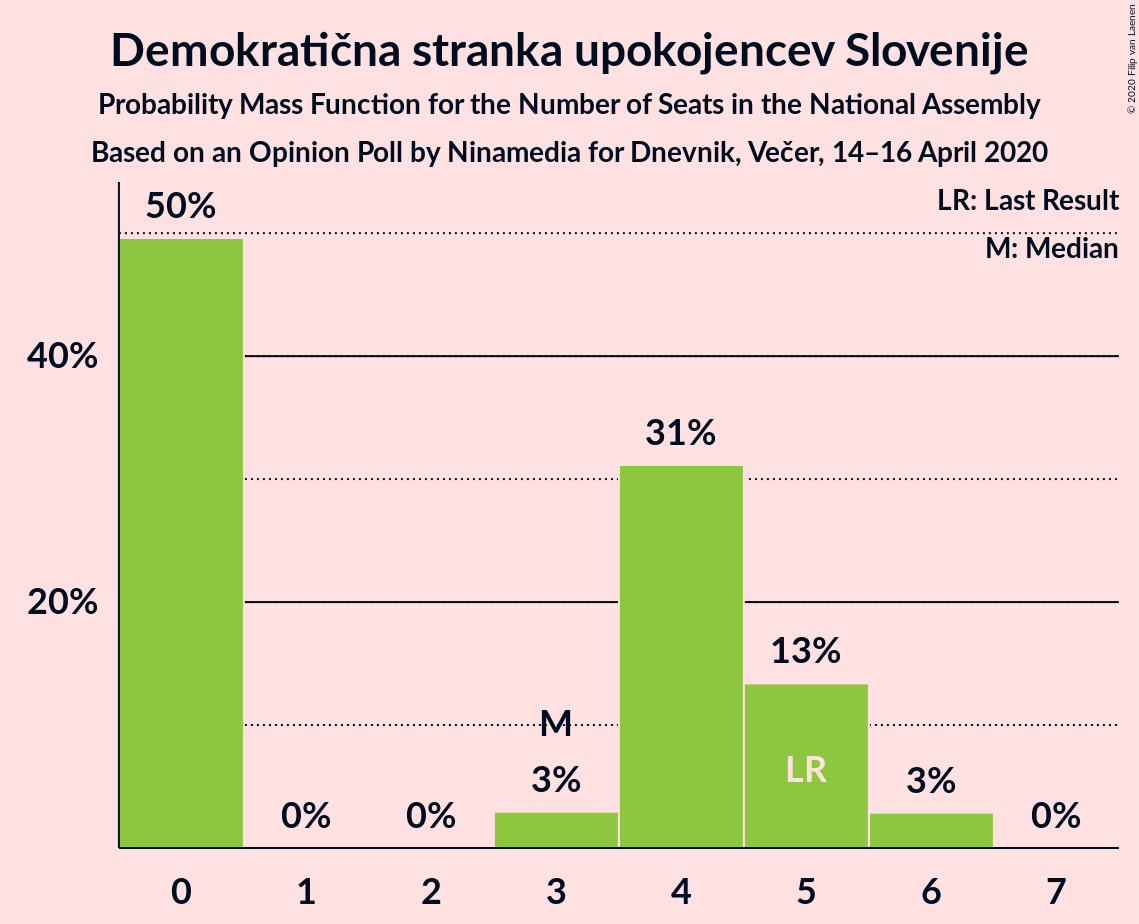 Demokratična stranka upokojencev Slovenije
Probability Mass Function for the Number of Seats in the National Assembly
Based on an Opinion Poll by Ninamedia for Dnevnik, Večer, 14–16 April 2020
© 2020 Filip van Laenen
LR: Last Result
M: Median
50%
40%
31%
20%
13%
M
LR
3%
3%
0%
0%
0%
0 1 2 3 4 5 6 7